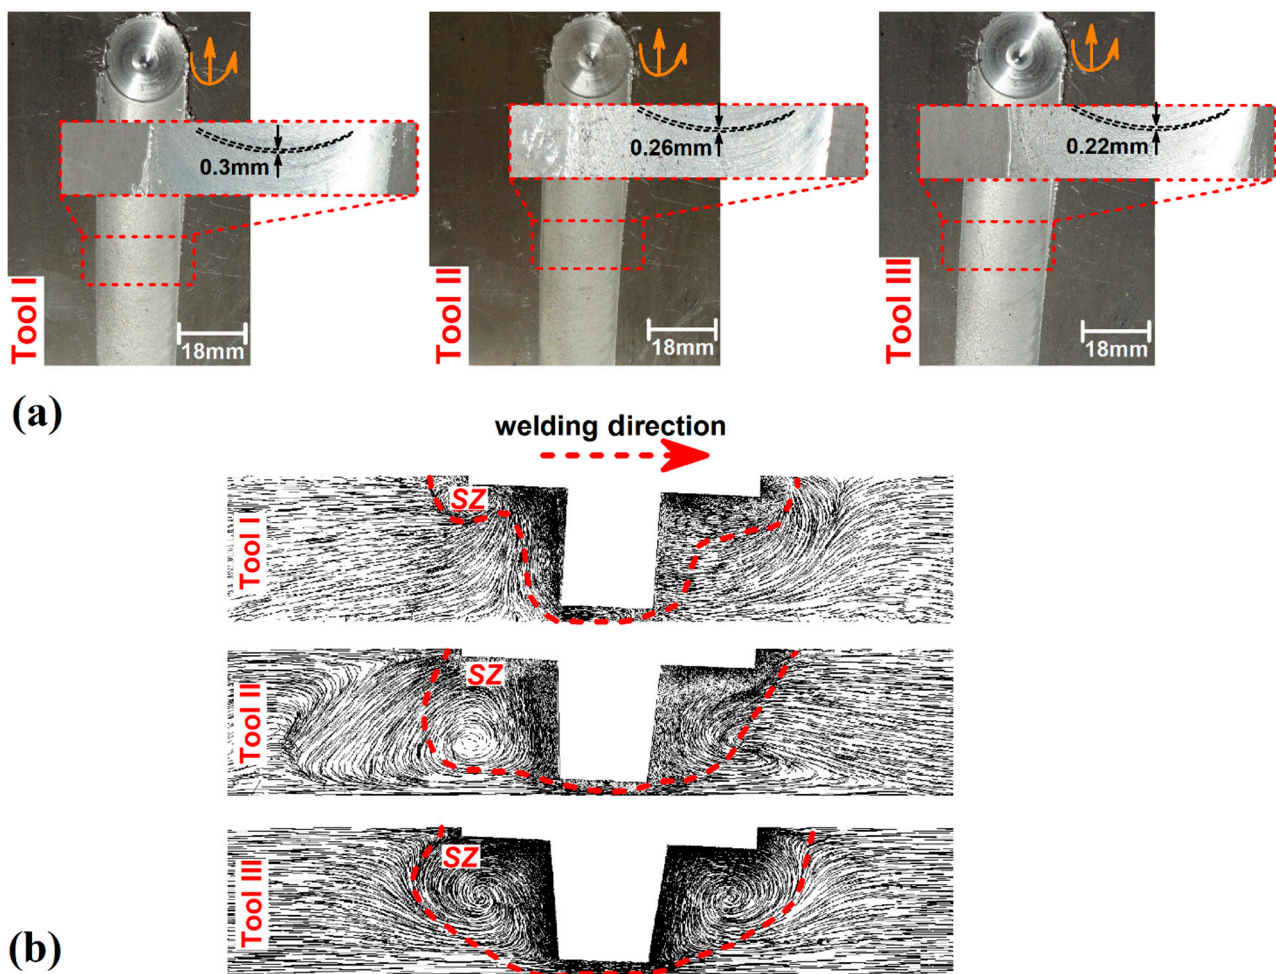 Tool I
0.3mm
18mm
Tool II
0.26mm
18mm
Tool III
0.22mm
18mm
(a)
welding direction
Tool I
SZ
Tool II
SZ
Tool III
SZ
(b)